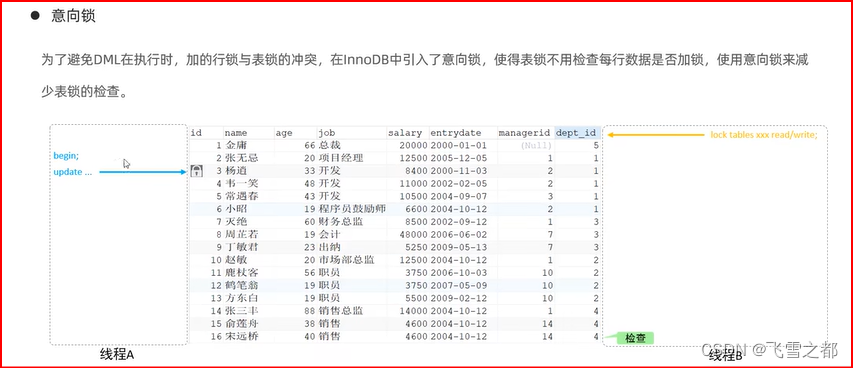 ● 意向锁
为了避免DML在执行时，加的行锁与表锁的冲突，在InnoDB中引入了意向锁，使得表锁不用检查每行数据是否加锁，使用意向锁来减
少表锁的检查。
id name age job salary entrydate managerid dept_id
1 金庸 66 总裁 20000 2000-01-01 (Null) 5
2 张无忌 20 项目经理 12500 2005-12-05 1 1
3 杨逍 33 开发 8400 2000-11-03 2 1
4 韦一笑 48 开发 11000 2002-02-05 2 1
5 常遇春 43 开发 10500 2004-09-07 3 1
6 小昭 19 程序员鼓励师 6600 2004-10-12 2 1
7 灭绝 60 财务总监 8500 2002-09-12 1 3
8 周芷若 19 会计 48000 2006-06-02 7 3
9 丁敏君 23 出纳 5250 2009-05-13 7 3
10 赵敏 20 市场部总监 12500 2004-10-12 1 2
11 鹿杖客 56 职员 3750 2006-10-03 10 2
12 鹤笔翁 19 职员 3750 2007-05-09 10 2
13 方东白 19 职员 5500 2009-02-12 10 2
14 张三丰 88 销售总监 14000 2004-10-12 1 4
15 俞莲舟 38 销售 4600 2004-10-12 14 4
16 宋远桥 40 销售 4600 2004-10-12 14 4
begin;
update ...
lock tables xxx read/write;
检查
线程A
线程B
CSDN @飞雪之都